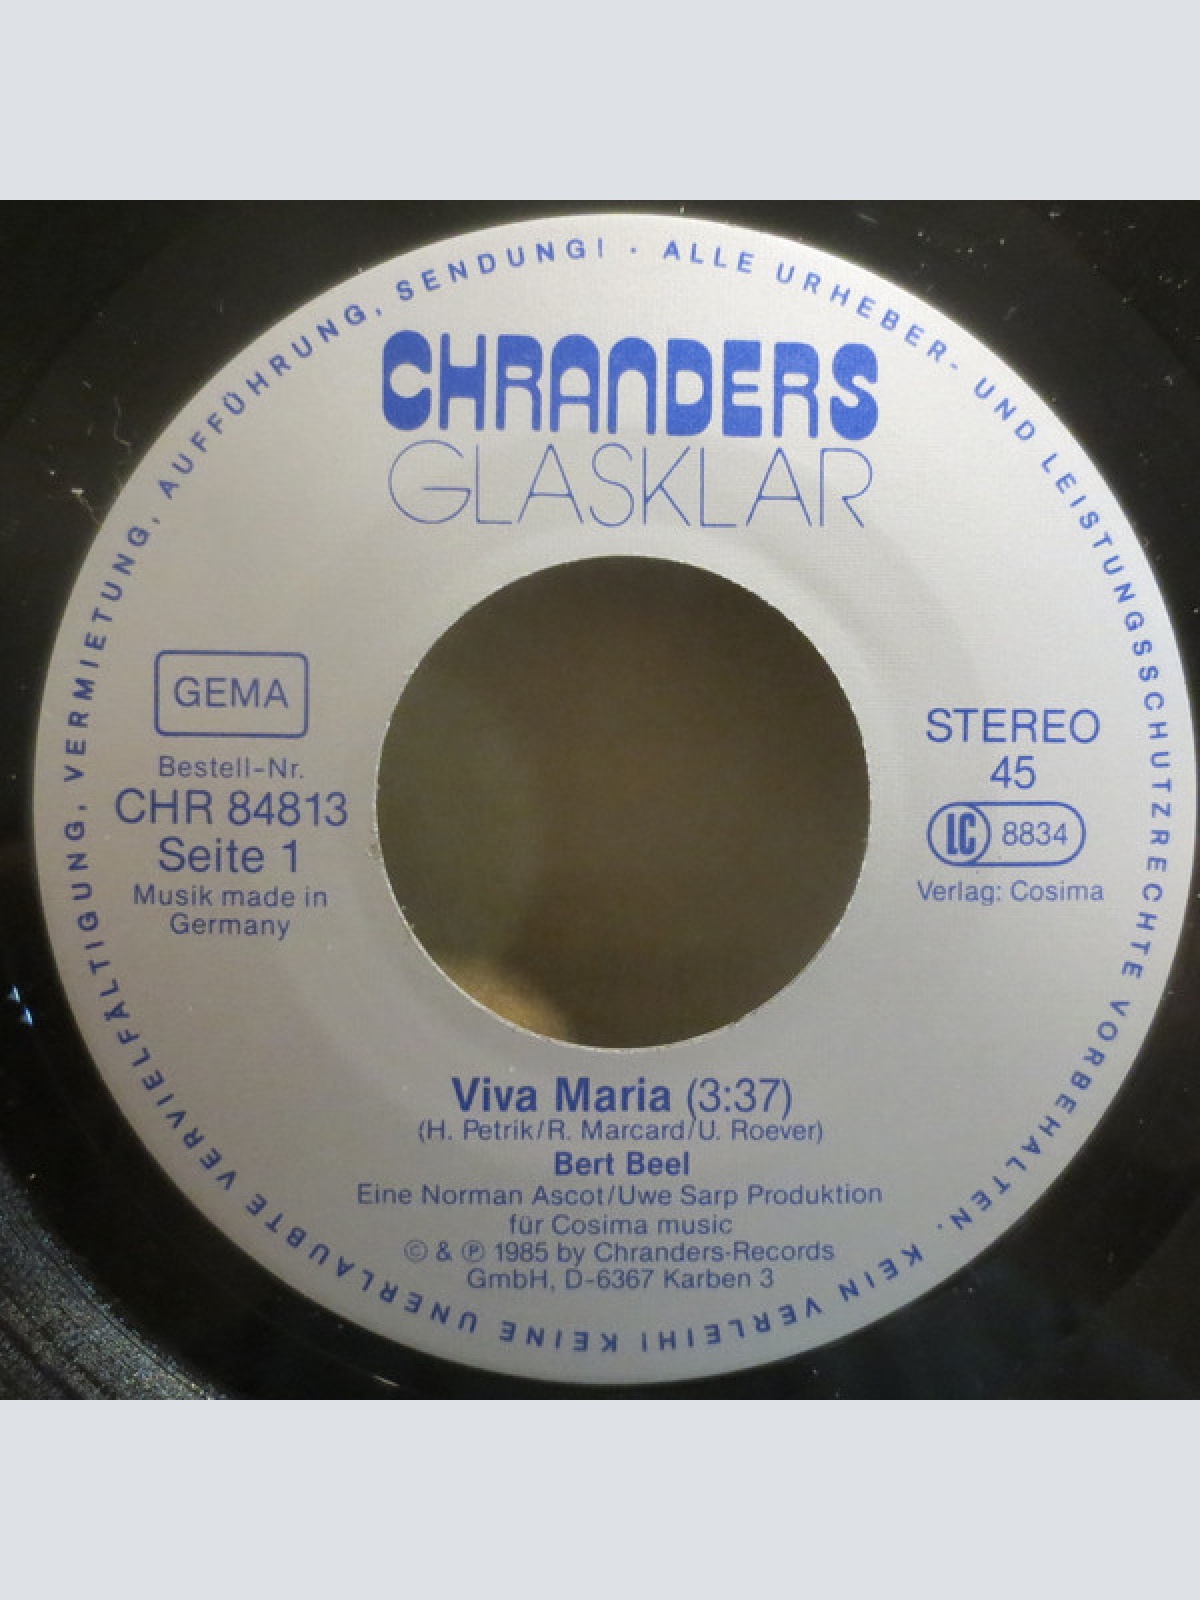 ALLE URHEBER- UND LEISTUNGSSCHUTZRECHTE VORBEHALTEN. KEIN VERLEIH! KEINE UNERLAUBTE VERVIELFÄLTIGUNG, VERMIETUNG, AUFFÜHRUNG, SENDUNG! ·
CHRANDERS
GLASKLAR
GEMA
Bestell-Nr.
CHR 84813
Seite 1
Musik made in
Germany
STEREO
45
LC 8834
Verlag: Cosima
Viva Maria (3:37)
(H. Petrik/R. Marcard/U. Roever)
Bert Beel
Eine Norman Ascot/Uwe Sarp Produktion
für Cosima music
© & ℗ 1985 by Chranders-Records
GmbH, D-6367 Karben 3